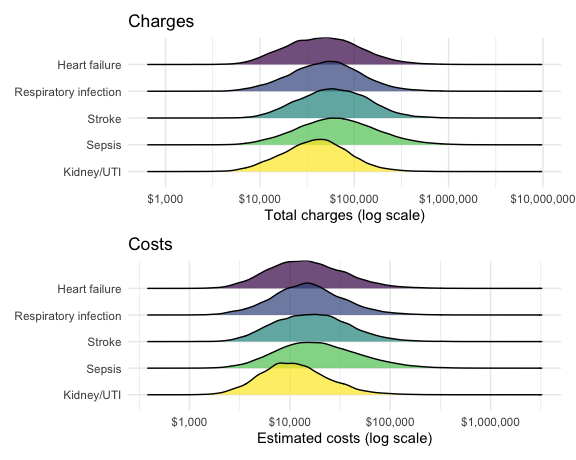 Charges
Heart failure
Respiratory infection
Stroke
Sepsis
Kidney/UTI
$1,000 $10,000 $100,000 $1,000,000 $10,000,000
Total charges (log scale)
Costs
Heart failure
Respiratory infection
Stroke
Sepsis
Kidney/UTI
$1,000 $10,000 $100,000 $1,000,000
Estimated costs (log scale)